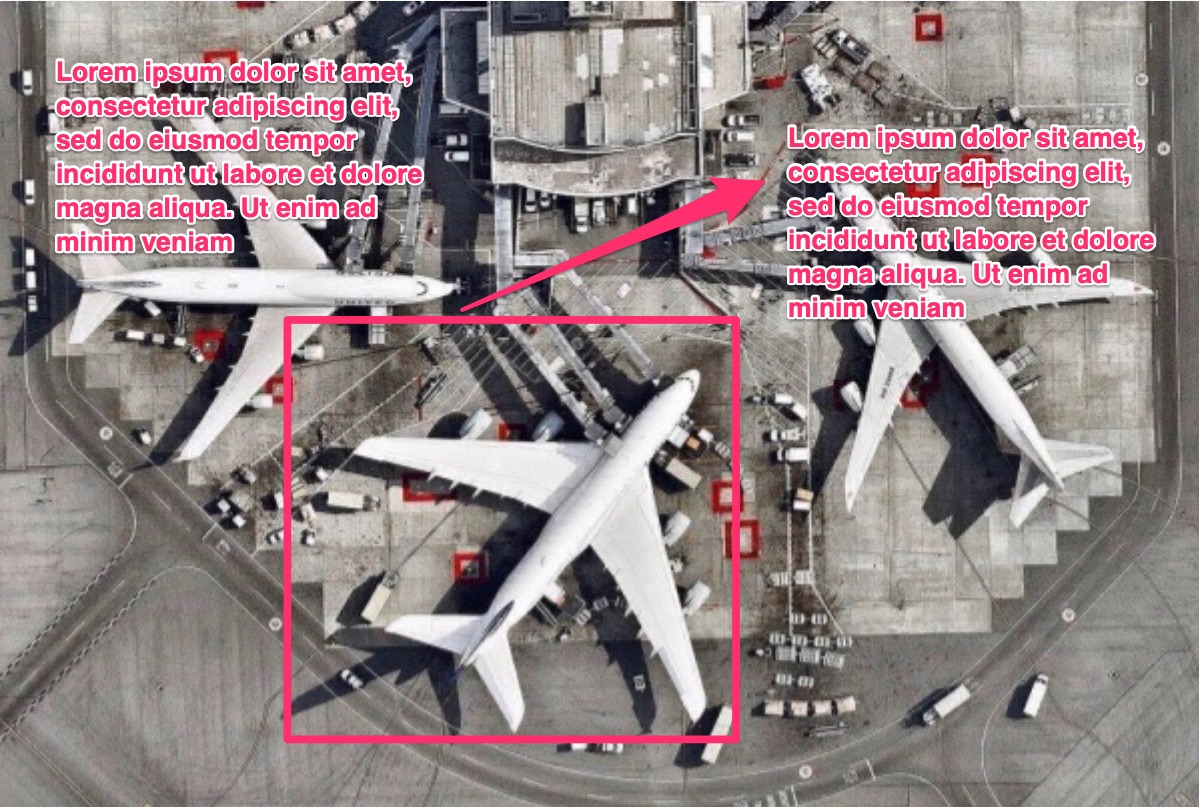 Lorem ipsum dolor sit amet,
consectetur adipiscing elit,
sed do eiusmod tempor
incididunt ut labore et dolore
magna aliqua. Ut enim ad
minim veniam
Lorem ipsum dolor sit amet,
consectetur adipiscing elit,
sed do eiusmod tempor
incididunt ut labore et dolore
magna aliqua. Ut enim ad
minim veniam
UNITED